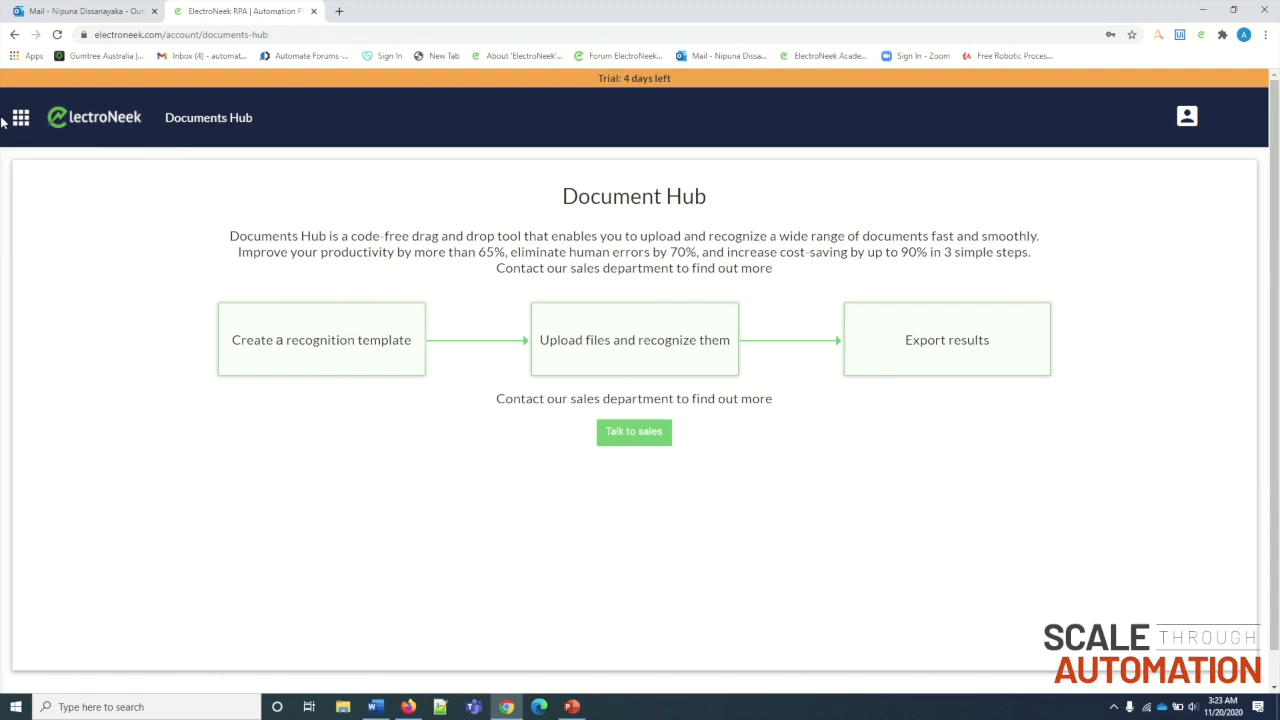 Mail - Nipuna Dissanayaka - Out
ElectroNeek RPA | Automation Pl
electroneek.com/account/documents-hub
A
Apps
Gumtree Australia |...
Inbox (4) - automat...
Automate Forums -...
Sign In
New Tab
About 'ElectroNeek'...
Forum ElectroNeek...
Mail - Nipuna Dissa...
ElectroNeek Acade...
Sign In - Zoom
Free Robotic Proces...
Trial: 4 days left
lectroNeek
Documents Hub
Document Hub
Documents Hub is a code-free drag and drop tool that enables you to upload and recognize a wide range of documents fast and smoothly.
Improve your productivity by more than 65%, eliminate human errors by 70%, and increase cost-saving by up to 90% in 3 simple steps.
Contact our sales department to find out more
Create a recognition template
Upload files and recognize them
Export results
Contact our sales department to find out more
Talk to sales
SCALE THROUGH
AUTOMATION
Type here to search
3:23 AM
11/20/2020